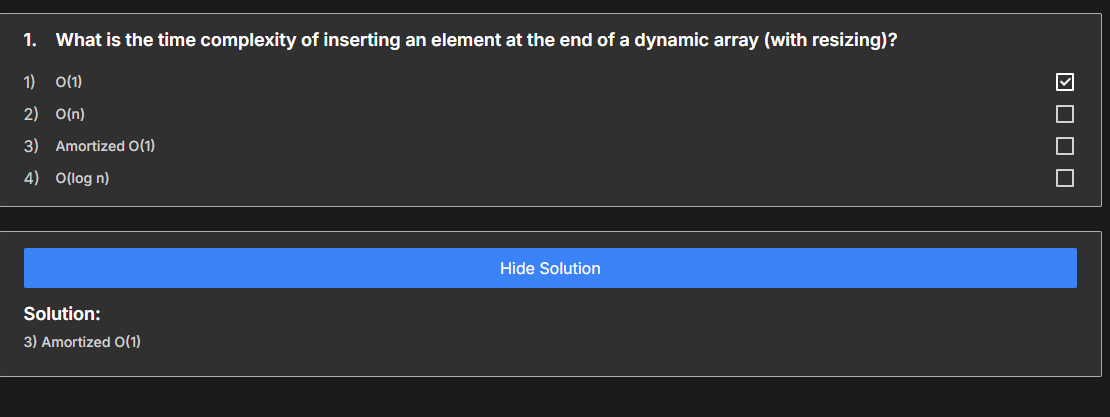 1. What is the time complexity of inserting an element at the end of a dynamic array (with resizing)?
1) O(1)
2) O(n)
3) Amortized O(1)
4) O(log n)
Hide Solution
Solution:
3) Amortized O(1)